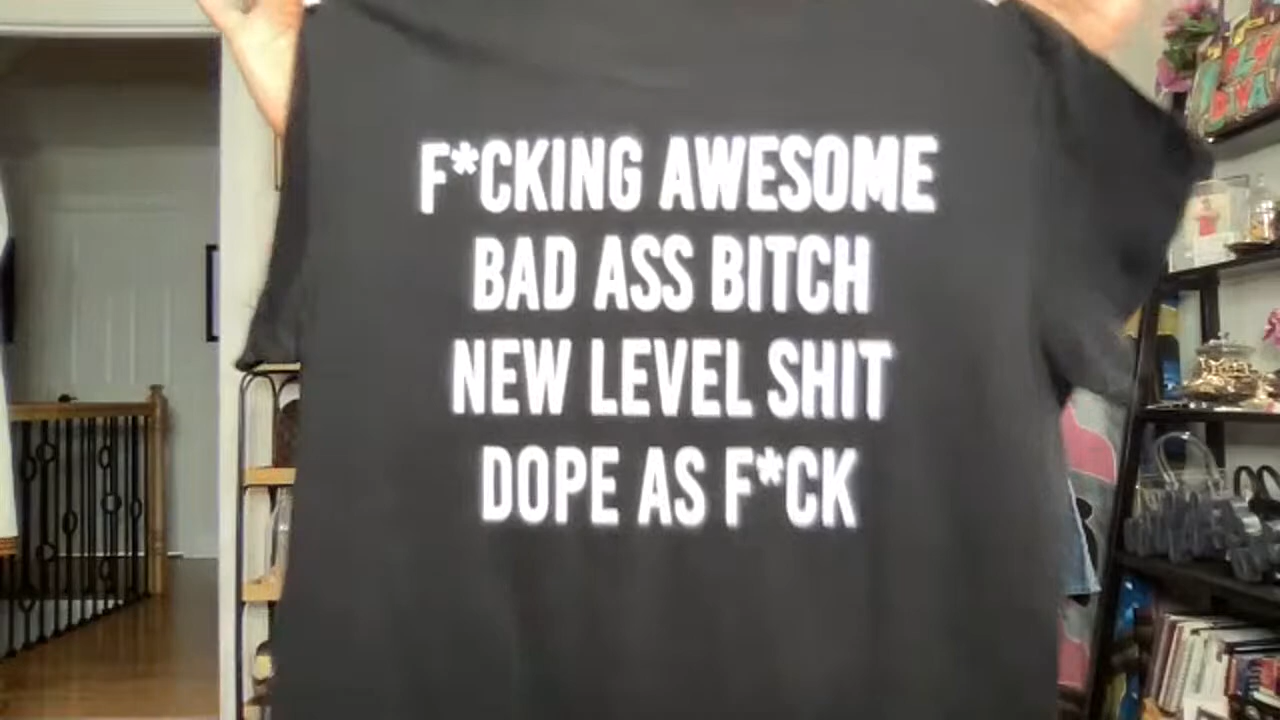 F*CKING AWESOME
BAD ASS BITCH
NEW LEVEL SHIT
DOPE AS F*CK